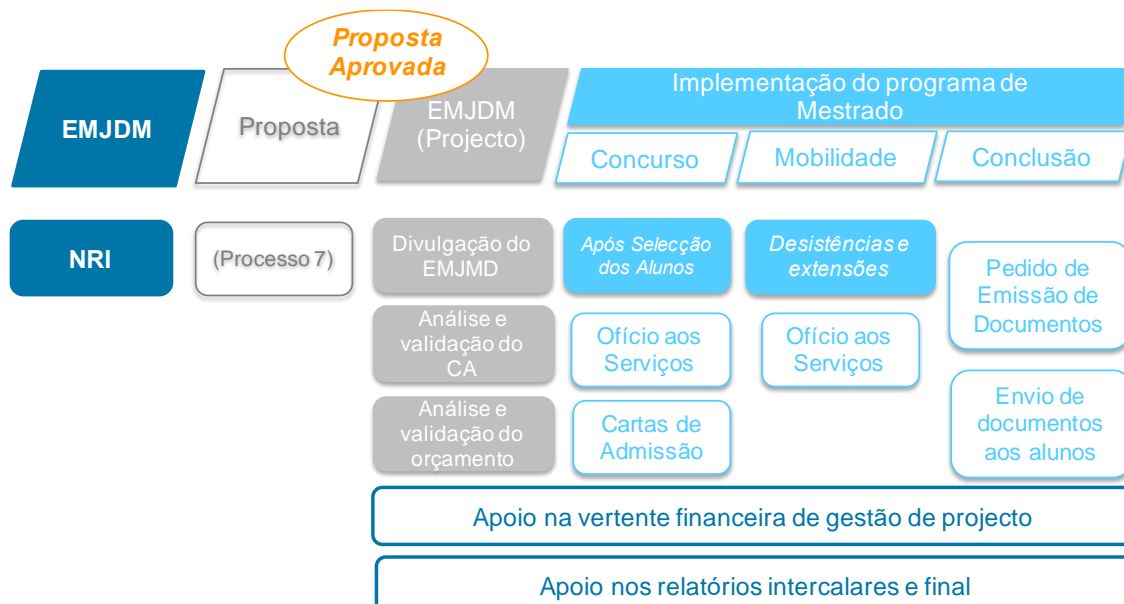 Proposta
Aprovada
EMJDM
Proposta
EMJDM
(Projecto)
Implementação do programa de
Mestrado
Concurso
Mobilidade
Conclusão
NRI
(Processo 7)
Divulgação do
EMJMD
Análise e
validação do
CA
Análise e
validação do
orçamento
Após Selecção
dos Alunos
Ofício aos
Serviços
Cartas de
Admissão
Desistências e
extensões
Ofício aos
Serviços
Pedido de
Emissão de
Documentos
Envio de
documentos
aos alunos
Apoio na vertente financeira de gestão de projecto
Apoio nos relatórios intercalares e final